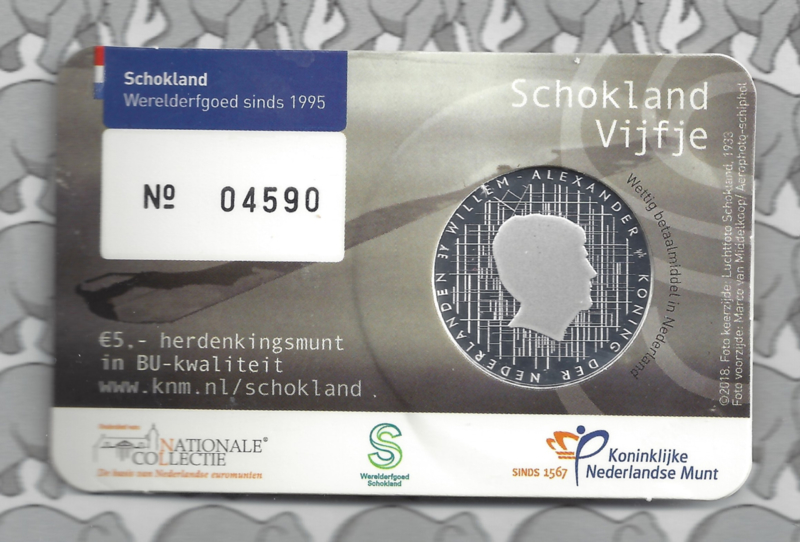 Schokland
Werelderfgoed sinds 1995
Nº 04590
Schokland
Vijfje
WILLEM ALEXANDER KONING DER NEDERLANDEN
Wettig betaalmiddel in Nederland
©2018. Foto keerzijde: Luchtfoto Schokland, 1933
Foto voorzijde: Marco van Middelkoop/ Aerophoto-schiphol
€5.- herdenkingsmunt
in BU-kwaliteit
www.knm.nl/schokland
NATIONALE
COLLECTIE
De basis van Nederlandse euromunten
Werelderfgoed
Schokland
SINDS 1567
Koninklijke
Nederlandse Munt